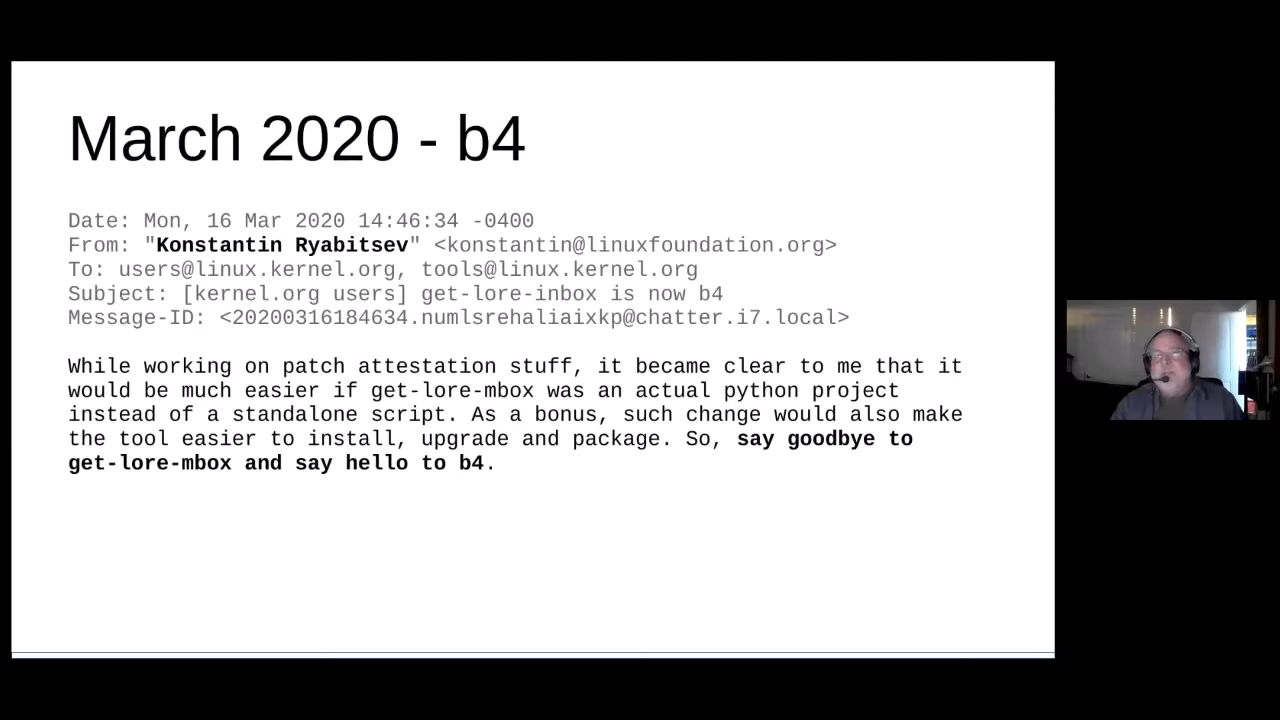 March 2020 - b4
Date: Mon, 16 Mar 2020 14:46:34 -0400
From: "Konstantin Ryabitsev" <konstantin@linuxfoundation.org>
To: users@linux.kernel.org, tools@linux.kernel.org
Subject: [kernel.org users] get-lore-inbox is now b4
Message-ID: <20200316184634.numlsrehaliaixkp@chatter.i7.local>
While working on patch attestation stuff, it became clear to me that it
would be much easier if get-lore-mbox was an actual python project
instead of a standalone script. As a bonus, such change would also make
the tool easier to install, upgrade and package. So, say goodbye to
get-lore-mbox and say hello to b4.